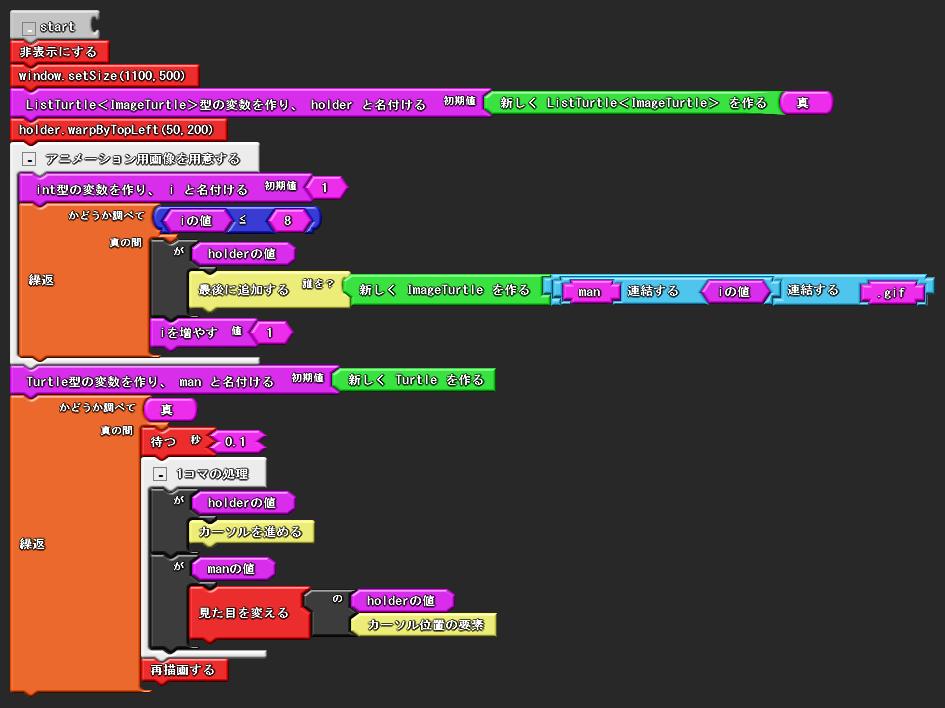 - start
非表示にする
window.setSize(1100,500)
ListTurtle<ImageTurtle>型の変数を作り、 holder と名付ける 初期値 新しく ListTurtle<ImageTurtle> を作る 真
holder.warpByTopLeft(50,200)
- アニメーション用画像を用意する
int型の変数を作り、 i と名付ける 初期値 1
かどうか調べて iの値 ≤ 8
真の間 が holderの値
繰返
最後に追加する 誰を? 新しく ImageTurtle を作る man 連結する iの値 連結する .gif
iを増やす 値 1
Turtle型の変数を作り、 man と名付ける 初期値 新しく Turtle を作る
かどうか調べて 真
真の間
待つ 秒 0.1
- 1コマの処理
が holderの値
カーソルを進める
繰返
が manの値
見た目を変える の holderの値
カーソル位置の要素
再描画する